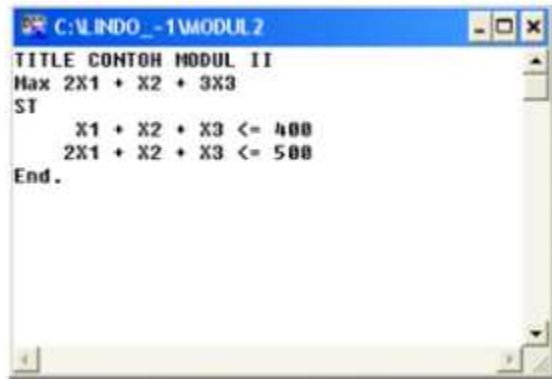 C:\LINDO_~1\MODUL2
TITLE CONTOH MODUL II
Max 2X1 + X2 + 3X3
ST
X1 + X2 + X3 <= 400
2X1 + X2 + X3 <= 500
End.